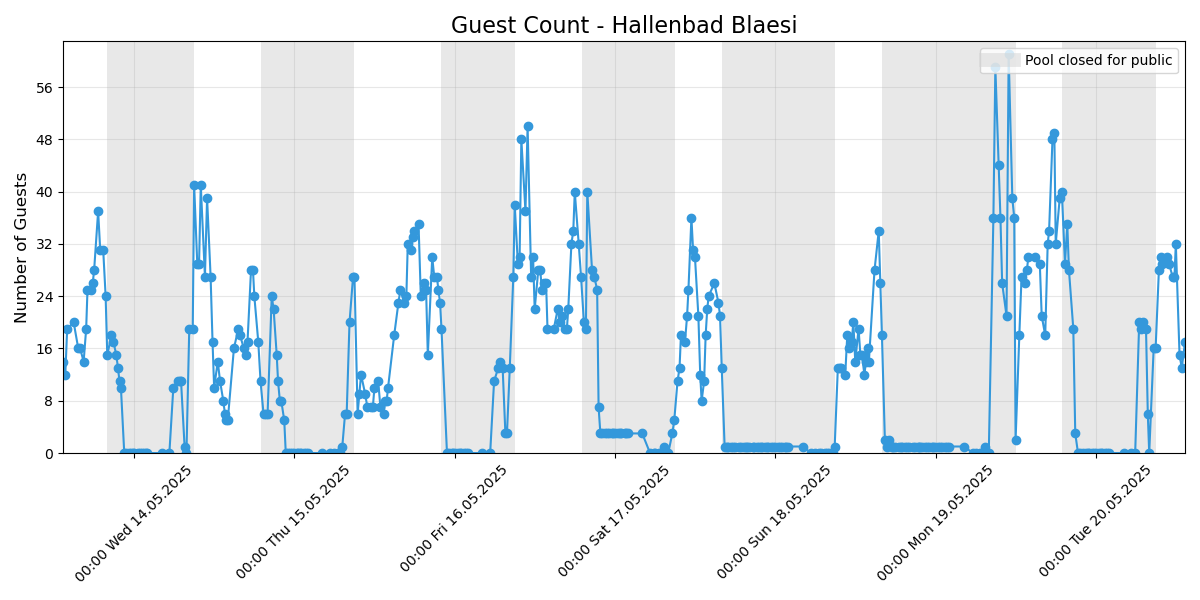 Guest Count - Hallenbad Blaesi
Pool closed for public
Number of Guests
56
48
40
32
24
16
8
0
00:00 Wed 14.05.2025
00:00 Thu 15.05.2025
00:00 Fri 16.05.2025
00:00 Sat 17.05.2025
00:00 Sun 18.05.2025
00:00 Mon 19.05.2025
00:00 Tue 20.05.2025